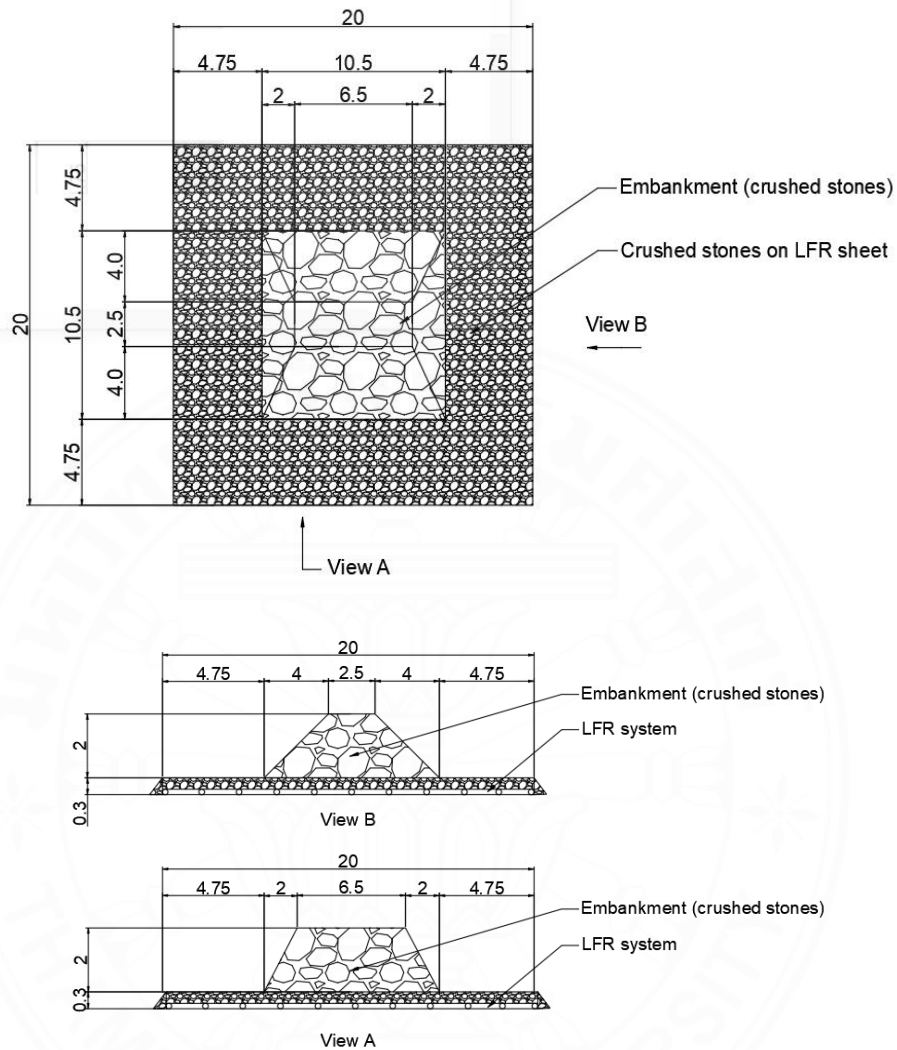 20
4.75 10.5 4.75
2 6.5 2
20
4.75
10.5
4.75
4.0
2.5
4.0
Embankment (crushed stones)
Crushed stones on LFR sheet
View B
View A
20
4.75 4 2.5 4 4.75
2
0.3
Embankment (crushed stones)
LFR system
View B
20
4.75 2 6.5 2 4.75
2
0.3
Embankment (crushed stones)
LFR system
View A